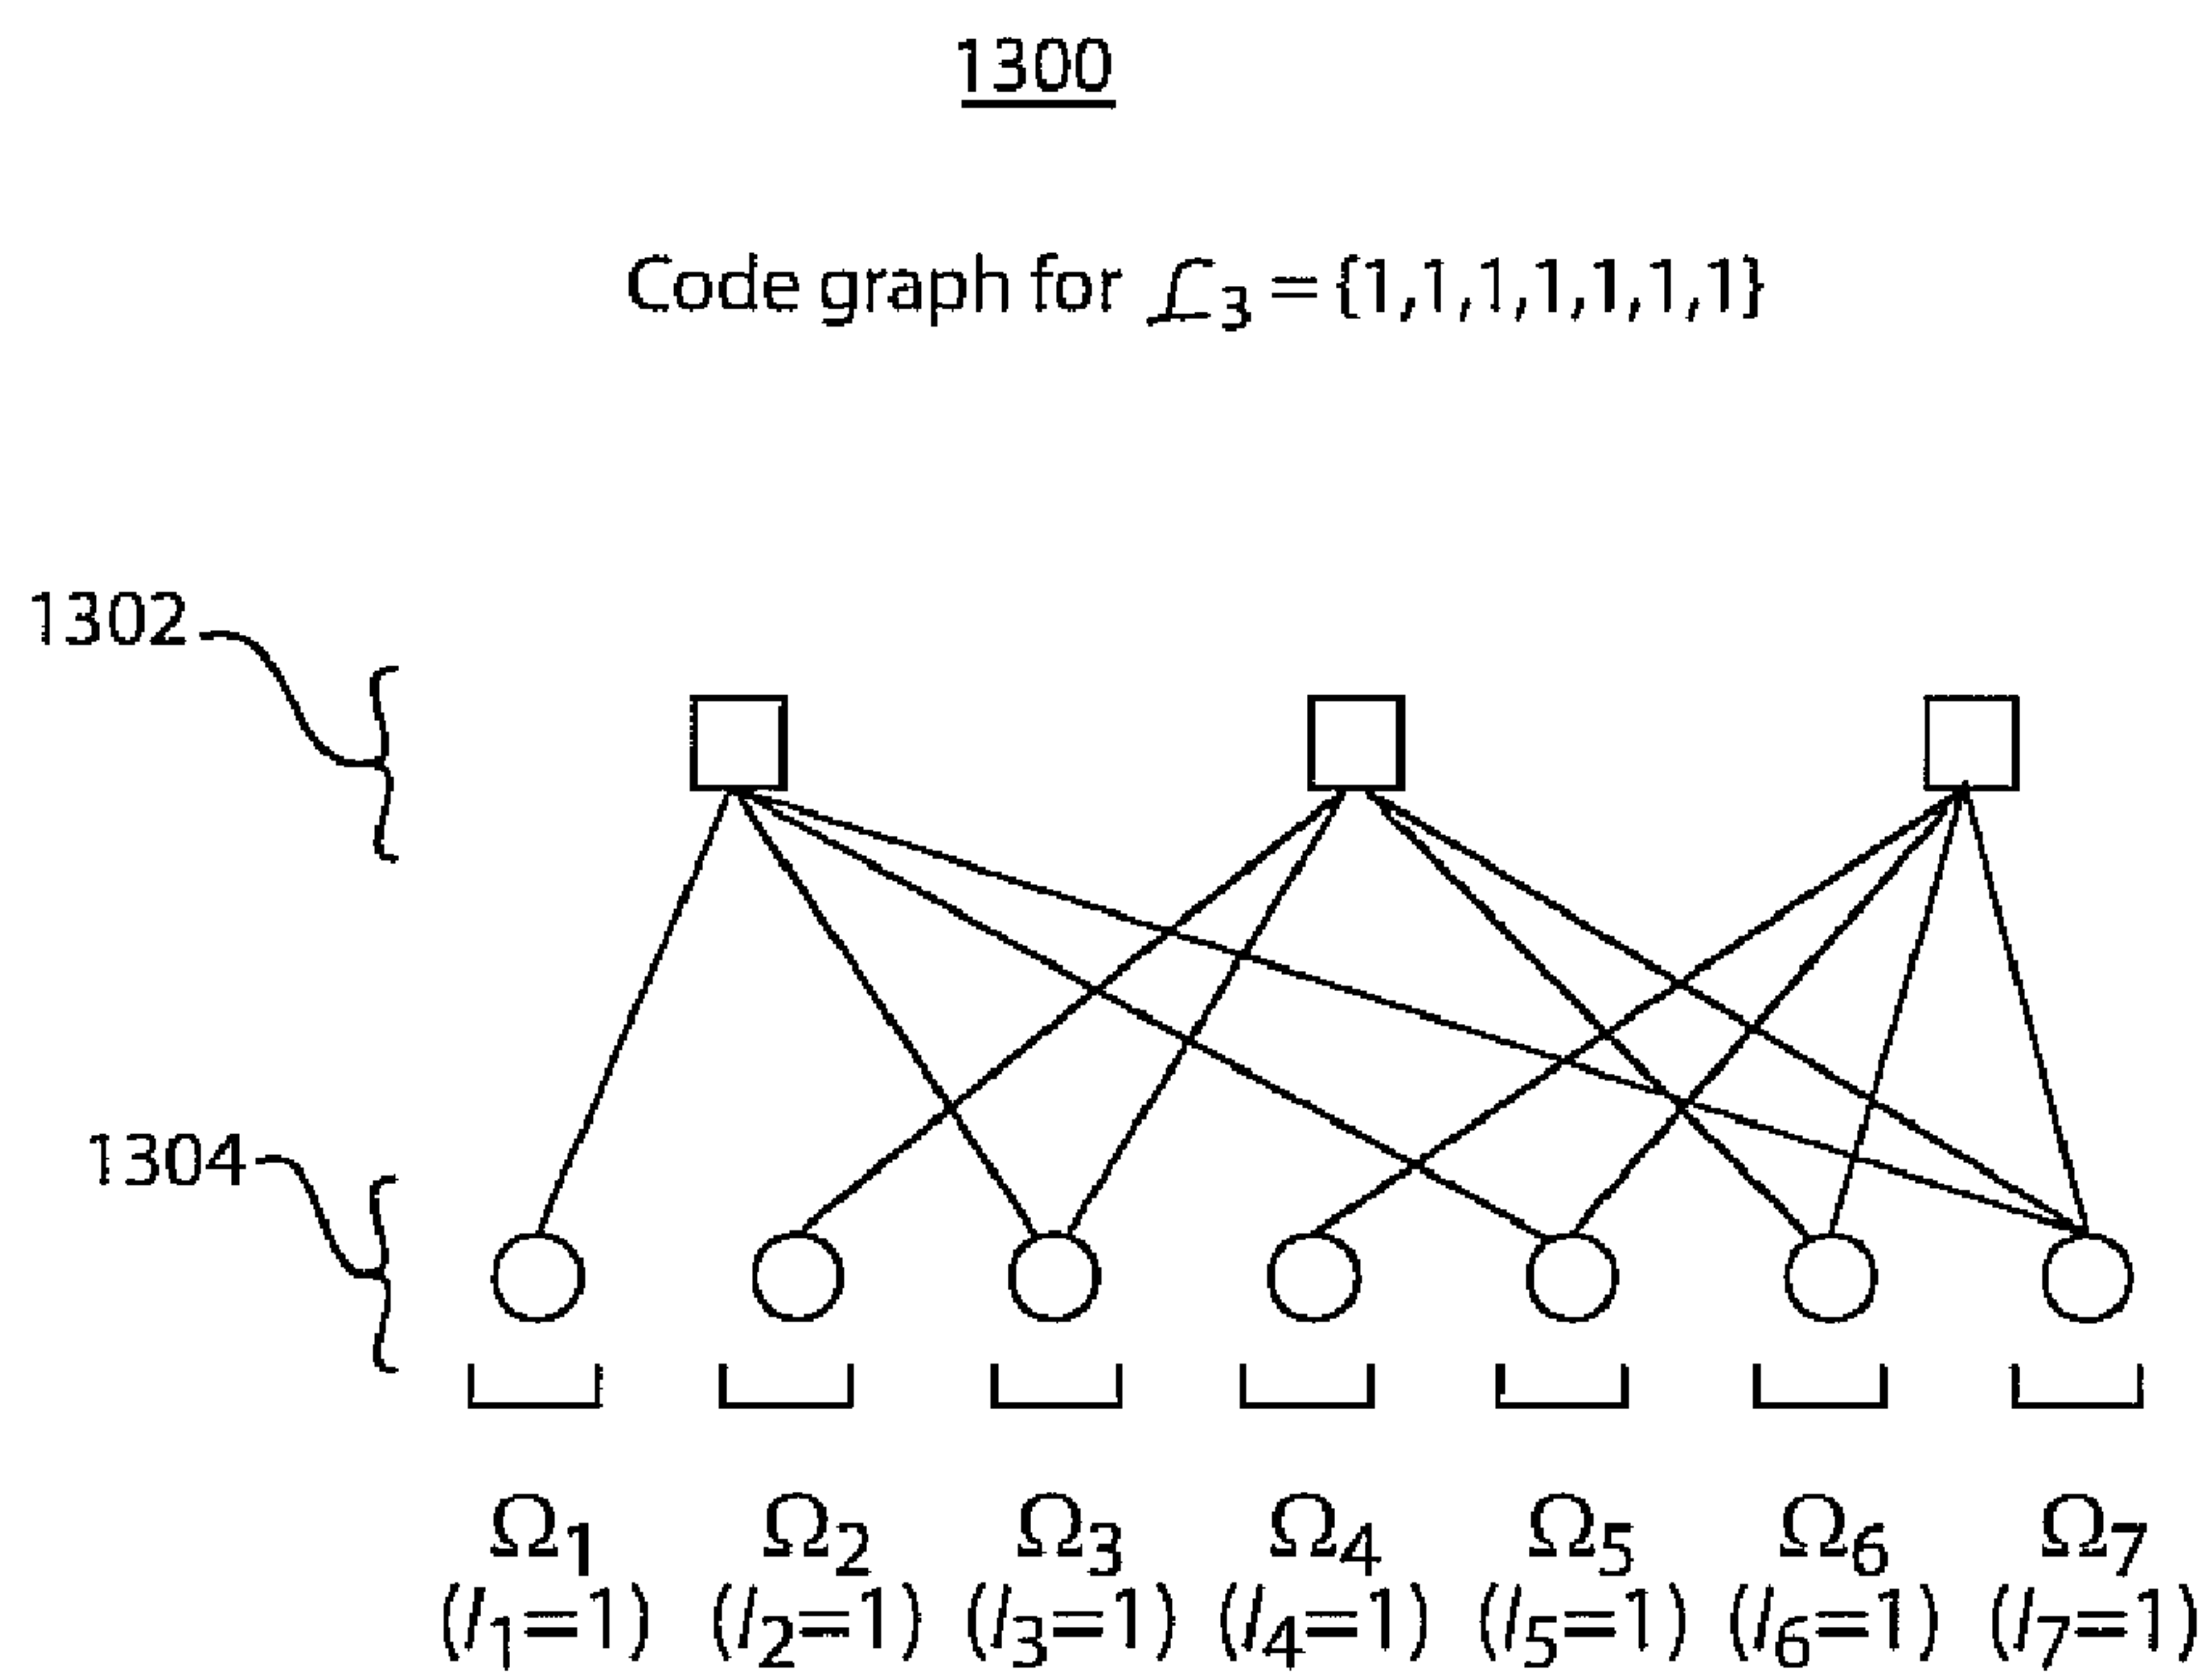 1300
Code graph for ℒ3 = {1,1,1,1,1,1,1}
1302
1304
Ω1 Ω2 Ω3 Ω4 Ω5 Ω6 Ω7
(l1=1) (l2=1) (l3=1) (l4=1) (l5=1) (l6=1) (l7=1)